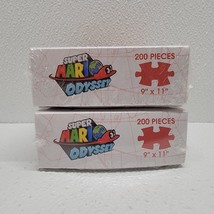 SUPER
MARIO
ODYSSEY
200 PIECES
9" x 11"
SUPER
MARIO
ODYSSEY
200 PIECES
9" x 11"